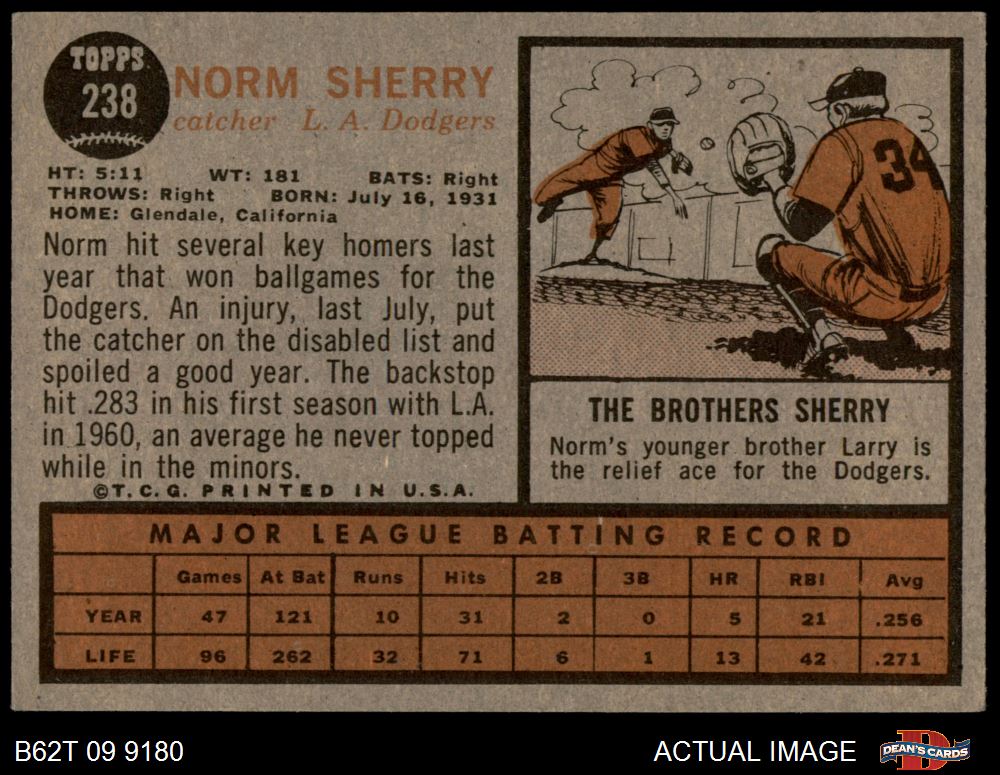 TOPPS
238
NORM SHERRY
catcher L. A. Dodgers
HT: 5:11 WT: 181 BATS: Right
THROWS: Right BORN: July 16, 1931
HOME: Glendale, California
Norm hit several key homers last
year that won ballgames for the
Dodgers. An injury, last July, put
the catcher on the disabled list and
spoiled a good year. The backstop
hit .283 in his first season with L.A.
in 1960, an average he never topped
while in the minors.
©T. C. G. PRINTED IN U.S.A.
34
THE BROTHERS SHERRY
Norm's younger brother Larry is
the relief ace for the Dodgers.
MAJOR LEAGUE BATTING RECORD
Games At Bat Runs Hits 2B 3B HR RBI Avg
YEAR 47 121 10 31 2 0 5 21 .256
LIFE 96 262 32 71 6 1 13 42 .271
B62T 09 9180
ACTUAL IMAGE
DEAN'S CARDS